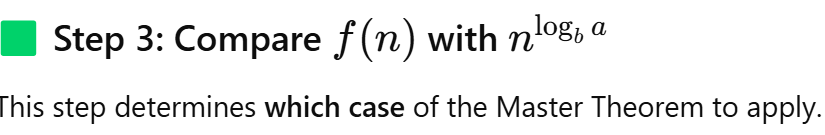 Step 3: Compare f(n) with n^{log_b a}
This step determines which case of the Master Theorem to apply.